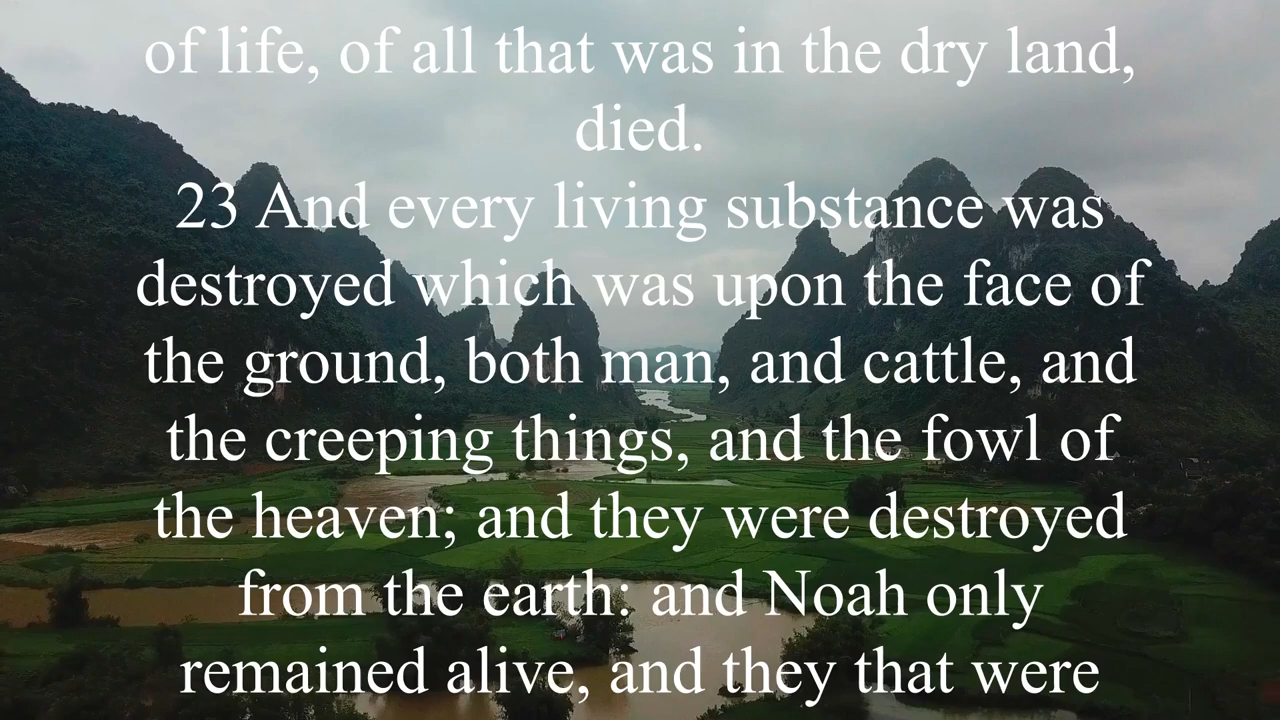 of life, of all that was in the dry land,
died.
23 And every living substance was
destroyed which was upon the face of
the ground, both man, and cattle, and
the creeping things, and the fowl of
the heaven; and they were destroyed
from the earth: and Noah only
remained alive, and they that were